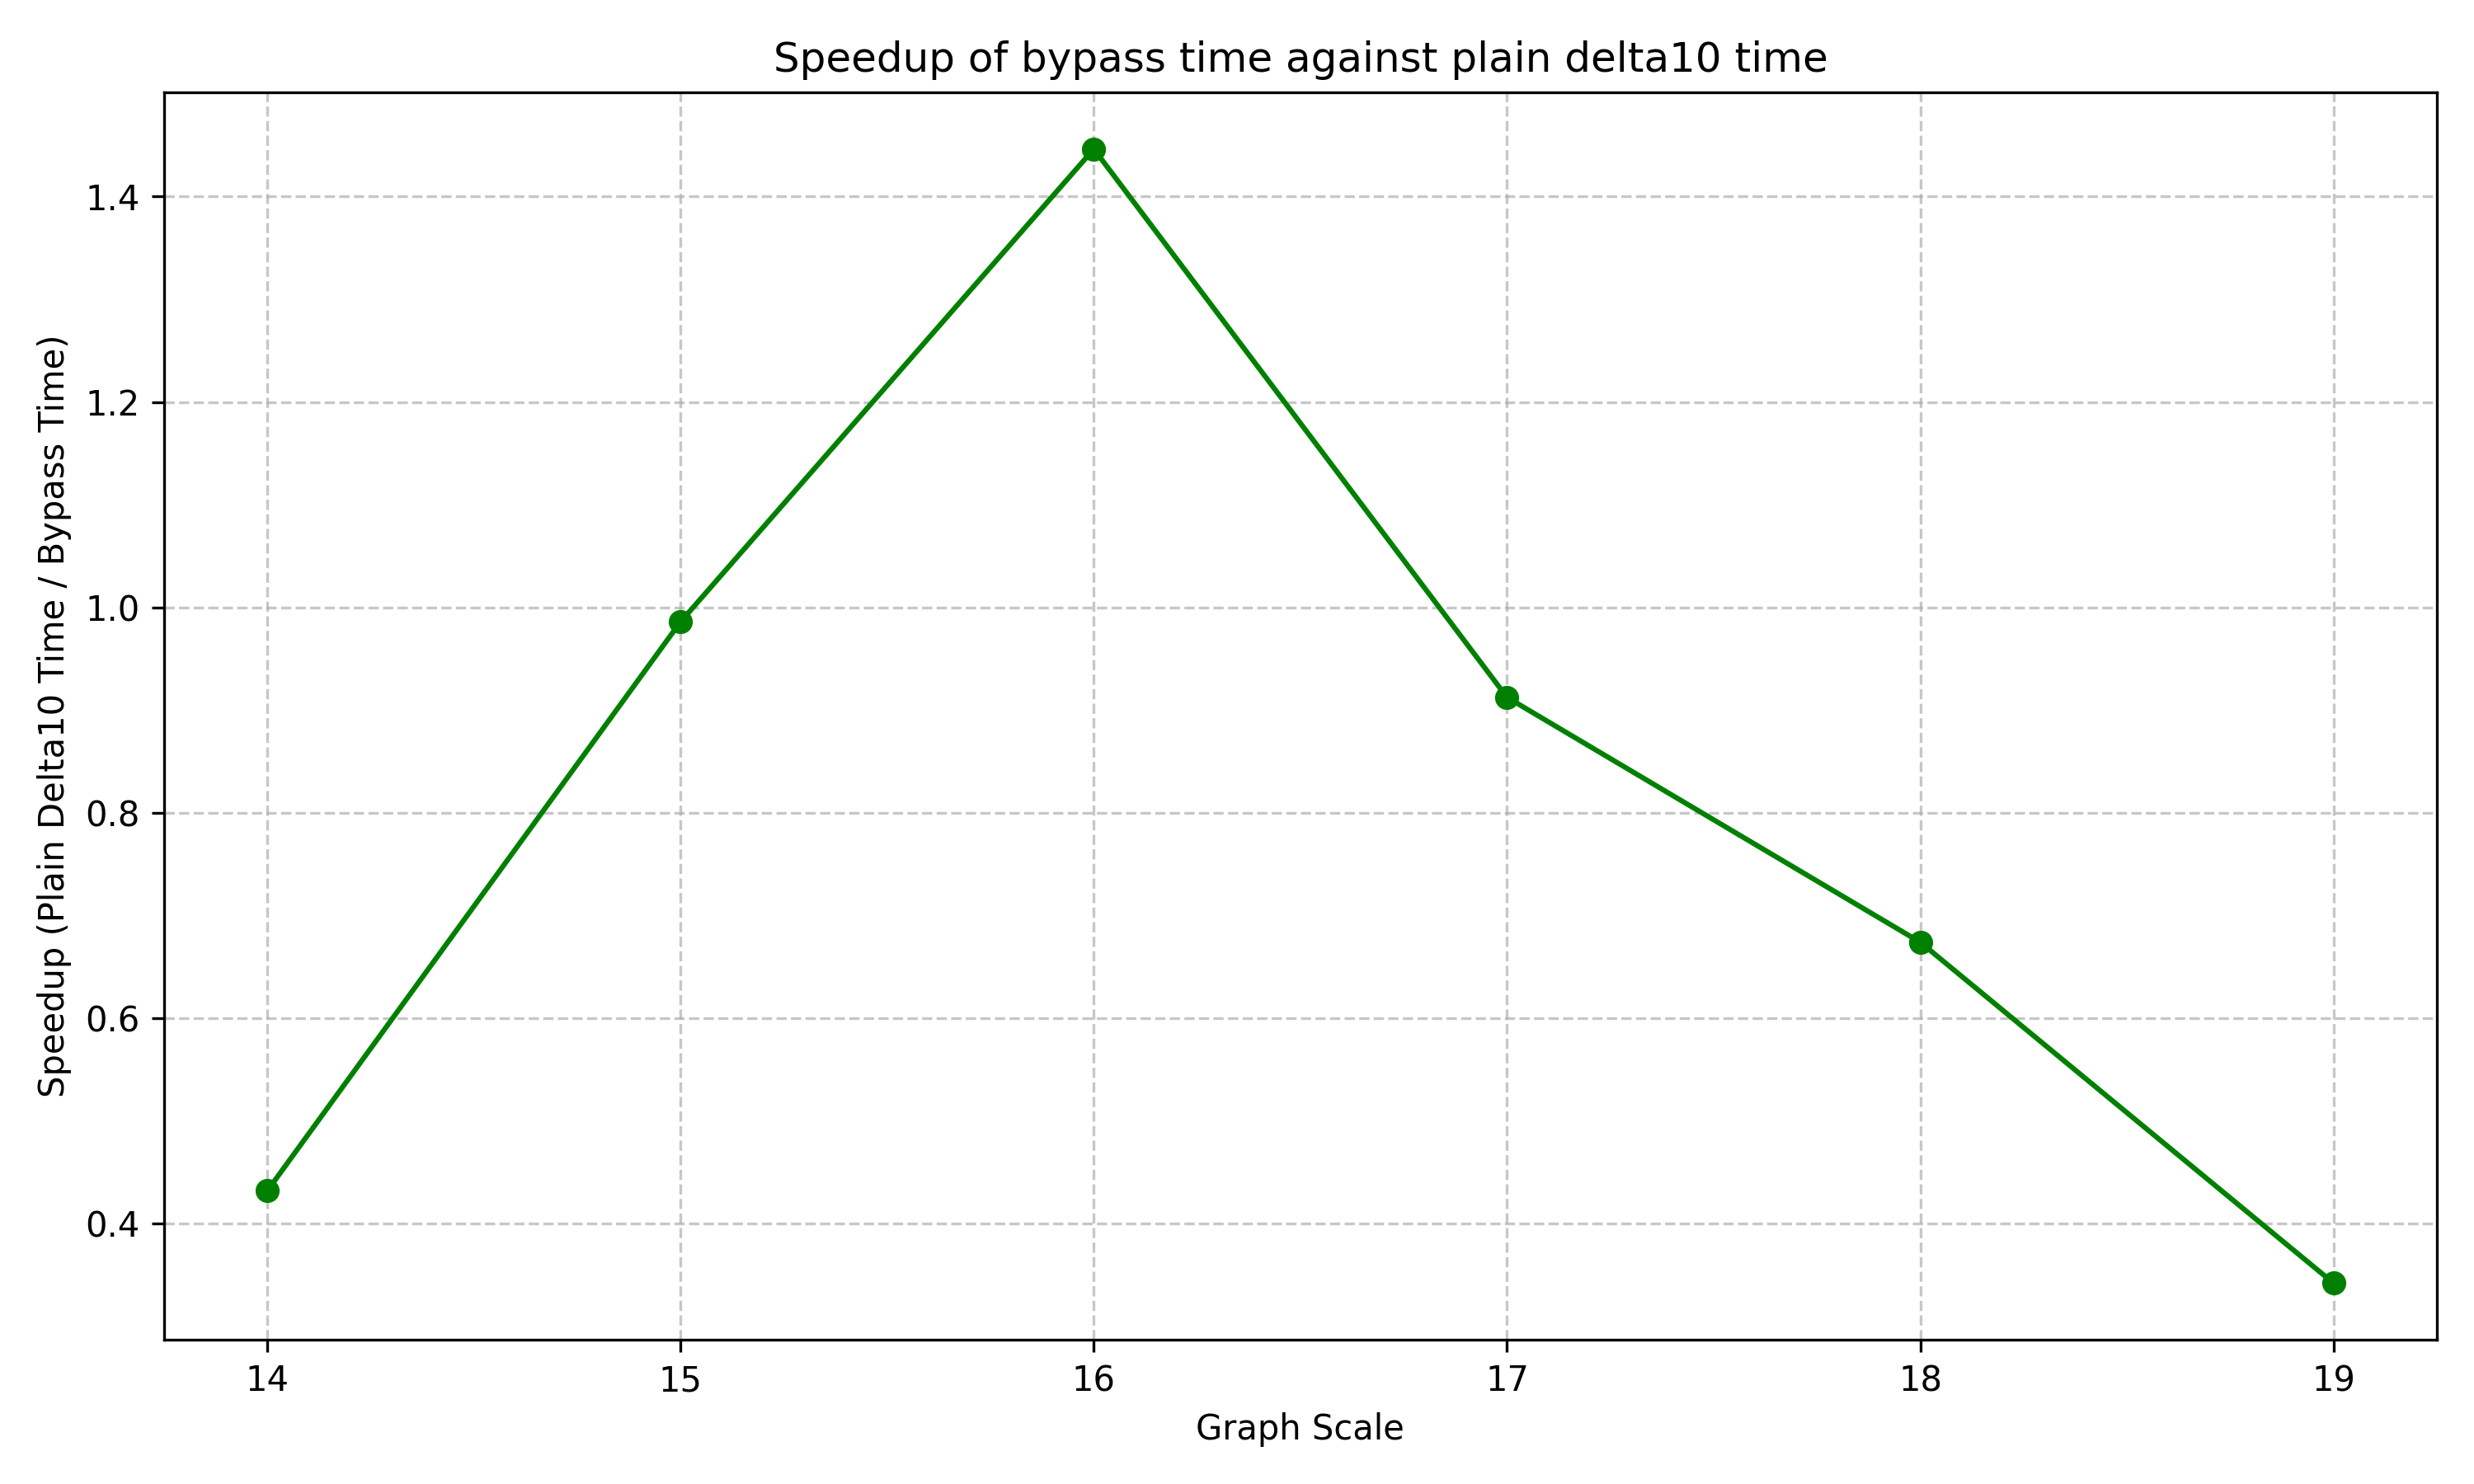 Speedup of bypass time against plain delta10 time
Speedup (Plain Delta10 Time / Bypass Time)
1.4
1.2
1.0
0.8
0.6
0.4
14 15 16 17 18 19
Graph Scale